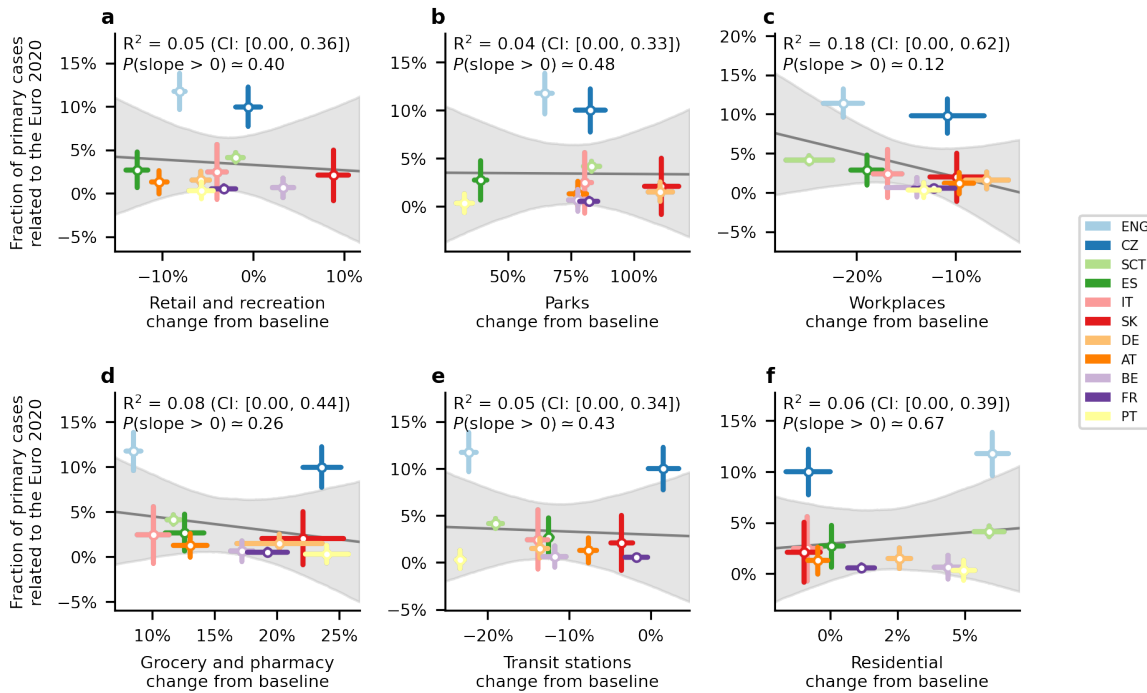 a
R² = 0.05 (CI: [0.00, 0.36])
P(slope > 0) ≃ 0.40
Fraction of primary cases
related to the Euro 2020
15%
10%
5%
0%
−5%
−10%
0%
10%
Retail and recreation
change from baseline
b
R² = 0.04 (CI: [0.00, 0.33])
P(slope > 0) ≃ 0.48
15%
10%
5%
0%
50%
75%
100%
Parks
change from baseline
c
R² = 0.18 (CI: [0.00, 0.62])
P(slope > 0) ≃ 0.12
20%
15%
10%
5%
0%
−5%
−20%
−10%
Workplaces
change from baseline
ENG
CZ
SCT
ES
IT
SK
DE
AT
BE
FR
PT
d
R² = 0.08 (CI: [0.00, 0.44])
P(slope > 0) ≃ 0.26
Fraction of primary cases
related to the Euro 2020
15%
10%
5%
0%
−5%
10%
15%
20%
25%
Grocery and pharmacy
change from baseline
e
R² = 0.05 (CI: [0.00, 0.34])
P(slope > 0) ≃ 0.43
15%
10%
5%
0%
−5%
−20%
−10%
0%
Transit stations
change from baseline
f
R² = 0.06 (CI: [0.00, 0.39])
P(slope > 0) ≃ 0.67
15%
10%
5%
0%
0%
2%
5%
Residential
change from baseline